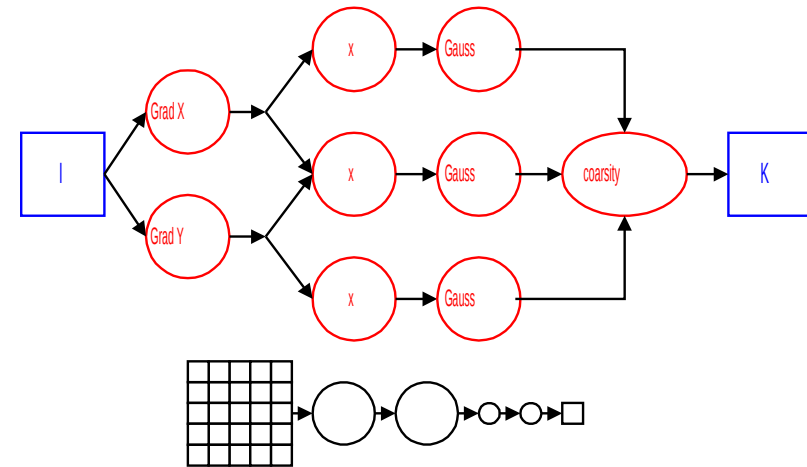 x
Gauss
Grad X
I
x
Gauss
coarsity
K
Grad Y
x
Gauss